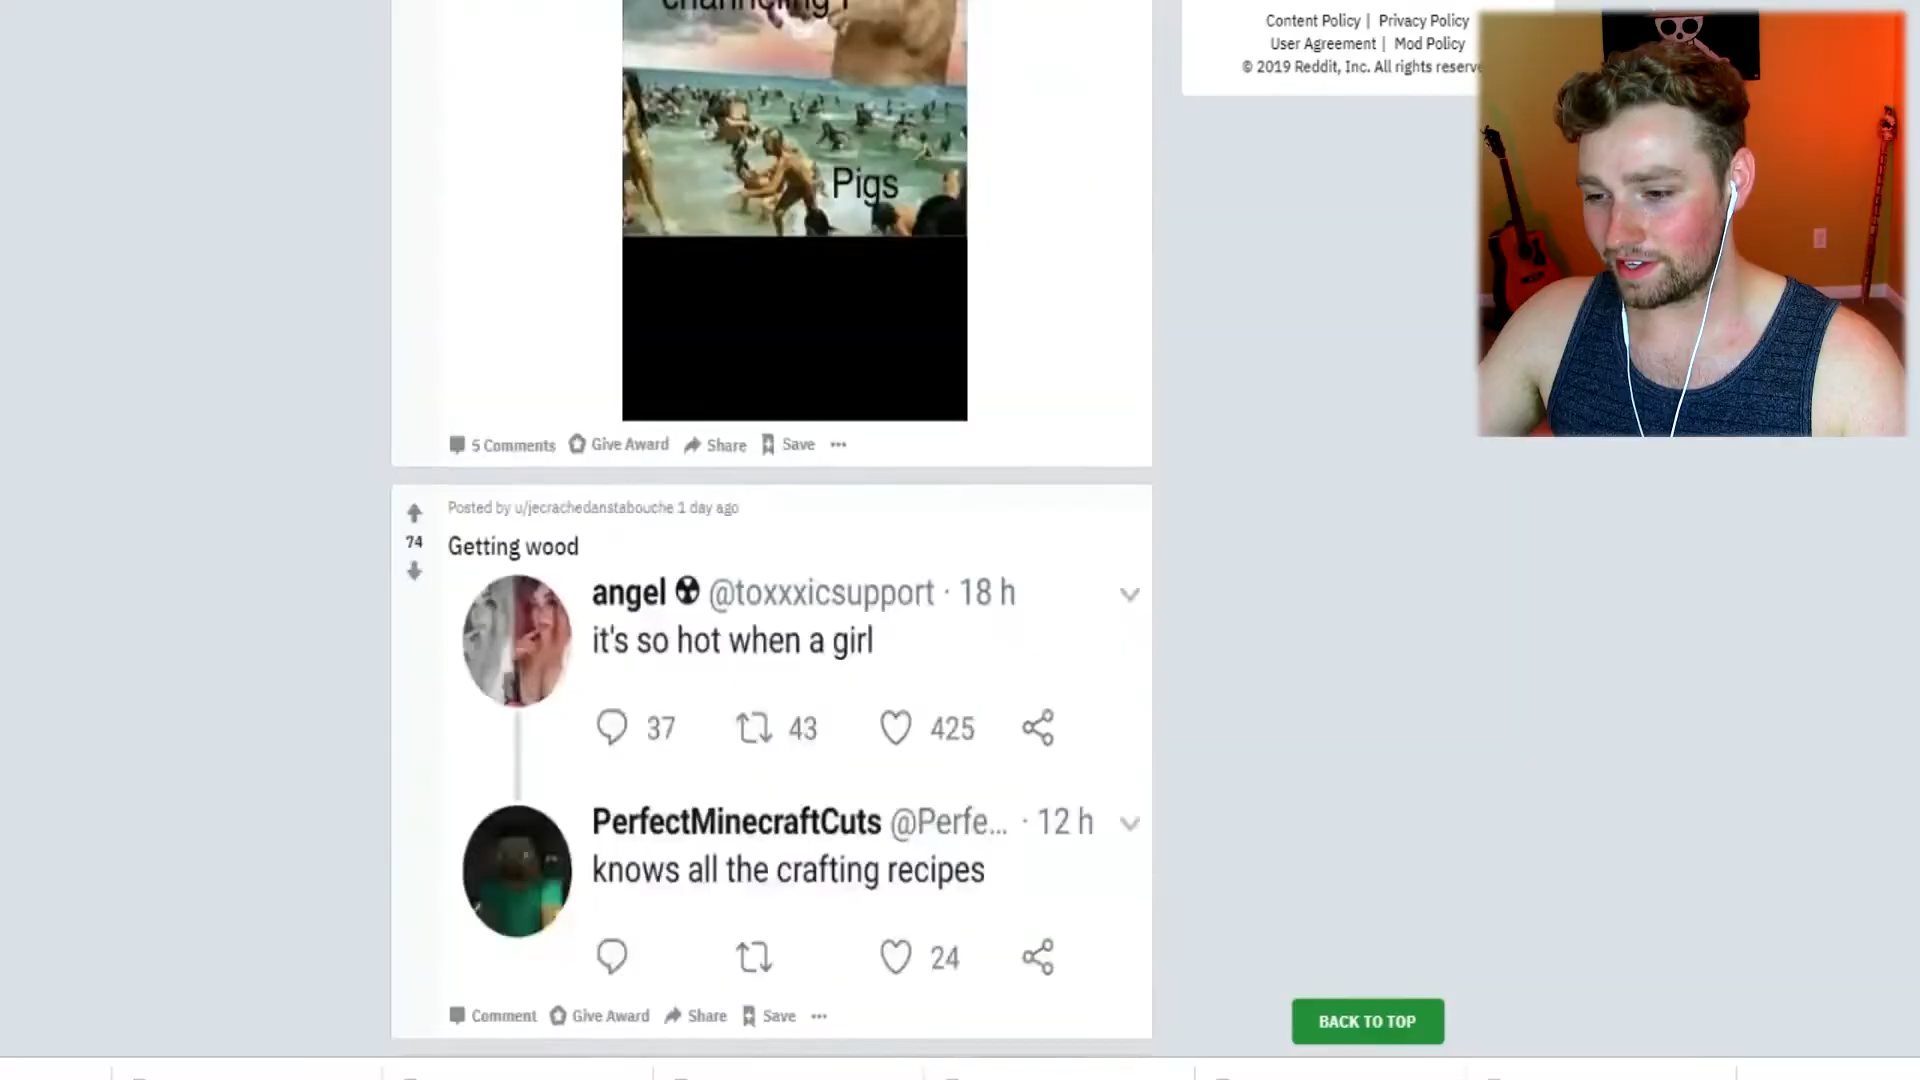 Content Policy | Privacy Policy
User Agreement | Mod Policy
© 2019 Reddit, Inc. All rights reserve
Pigs
5 Comments Give Award Share Save
Posted by u/jecrachedanstabouche 1 day ago
74
Getting wood
angel ☢ @toxxxicsupport · 18 h
it's so hot when a girl
37 43 425
PerfectMinecraftCuts @Perfe... · 12 h
knows all the crafting recipes
24
Comment Give Award Share Save
BACK TO TOP